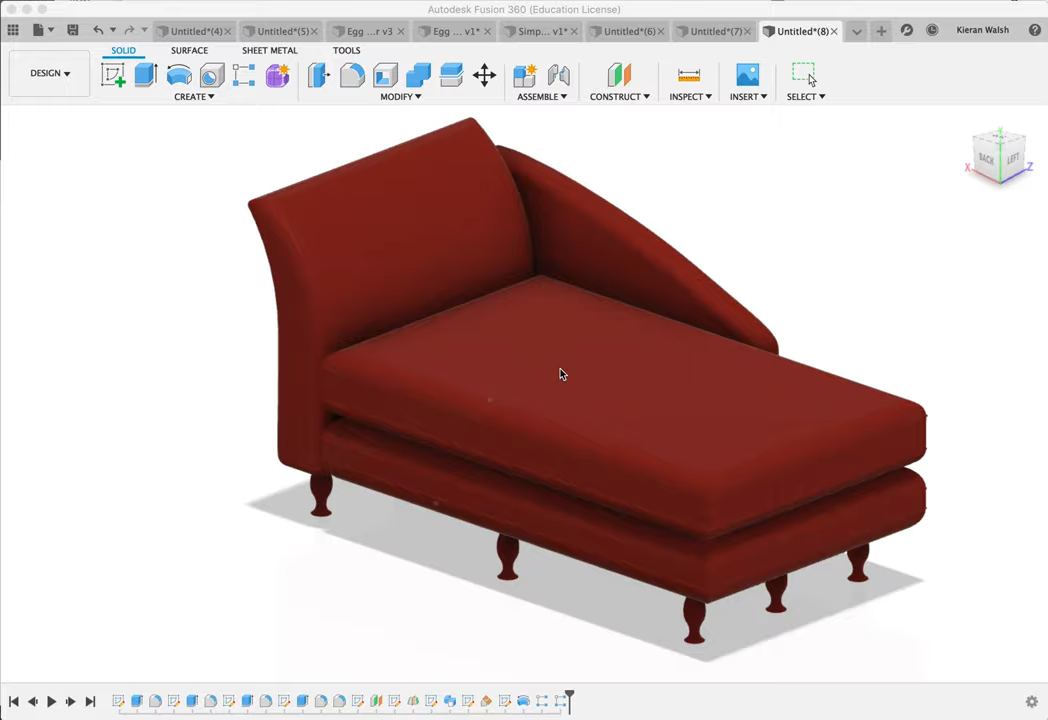 Autodesk Fusion 360 (Education License)
Untitled*(4) Untitled*(5) Egg ...r v3 Egg ... v1* Simp... v1* Untitled*(6) Untitled*(7) Untitled*(8) Kieran Walsh
SOLID SURFACE SHEET METAL TOOLS
DESIGN
CREATE MODIFY ASSEMBLE CONSTRUCT INSPECT INSERT SELECT
Y
BACK LEFT
X Z